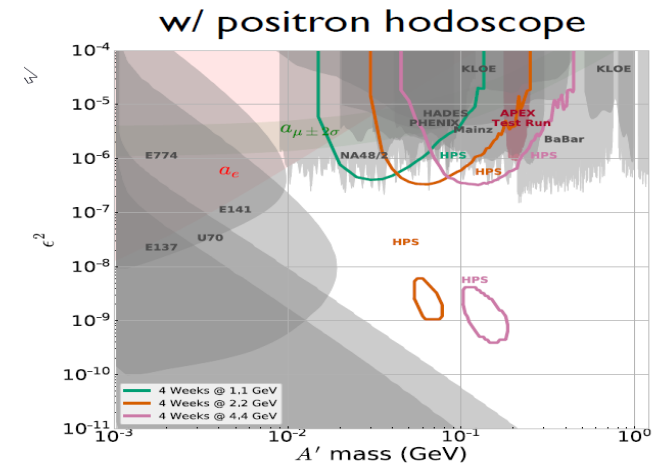 w/ positron hodoscope
10⁻⁴
KLOE
KLOE
10⁻⁵
HADES
APEX
PHENIX
Test Run
a_μ ± 2σ
Mainz
BaBar
10⁻⁶
E774
NA48/2
HPS
HPS
a_e
HPS
10⁻⁷
E141
U70
ϵ²
E137
HPS
10⁻⁸
HPS
10⁻⁹
10⁻¹⁰
4 Weeks @ 1.1 GeV
4 Weeks @ 2.2 GeV
4 Weeks @ 4.4 GeV
10⁻¹¹
10⁻³
10⁻²
10⁻¹
10⁰
A′ mass (GeV)